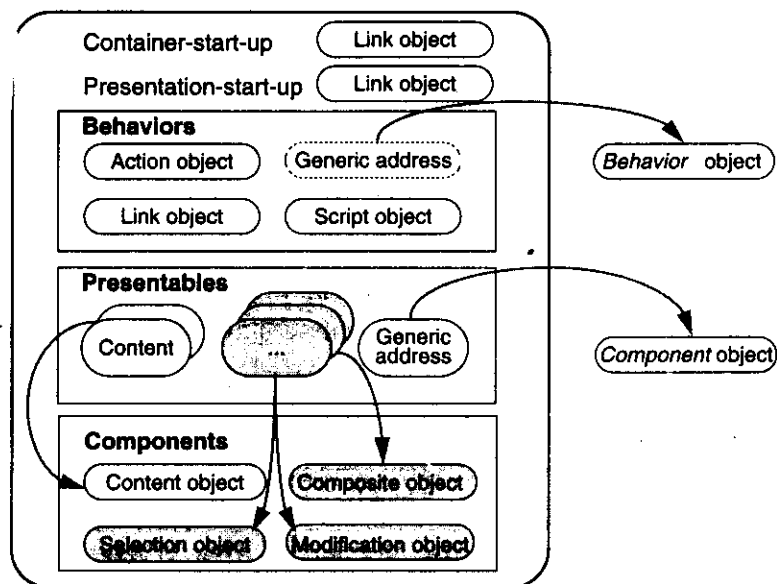 Container-start-up
Link object
Presentation-start-up
Link object
Behaviors
Action object
Generic address
Behavior object
Link object
Script object
Presentables
Content
...
Generic
address
Component object
Components
Content object
Composite object
Selection object
Modification object